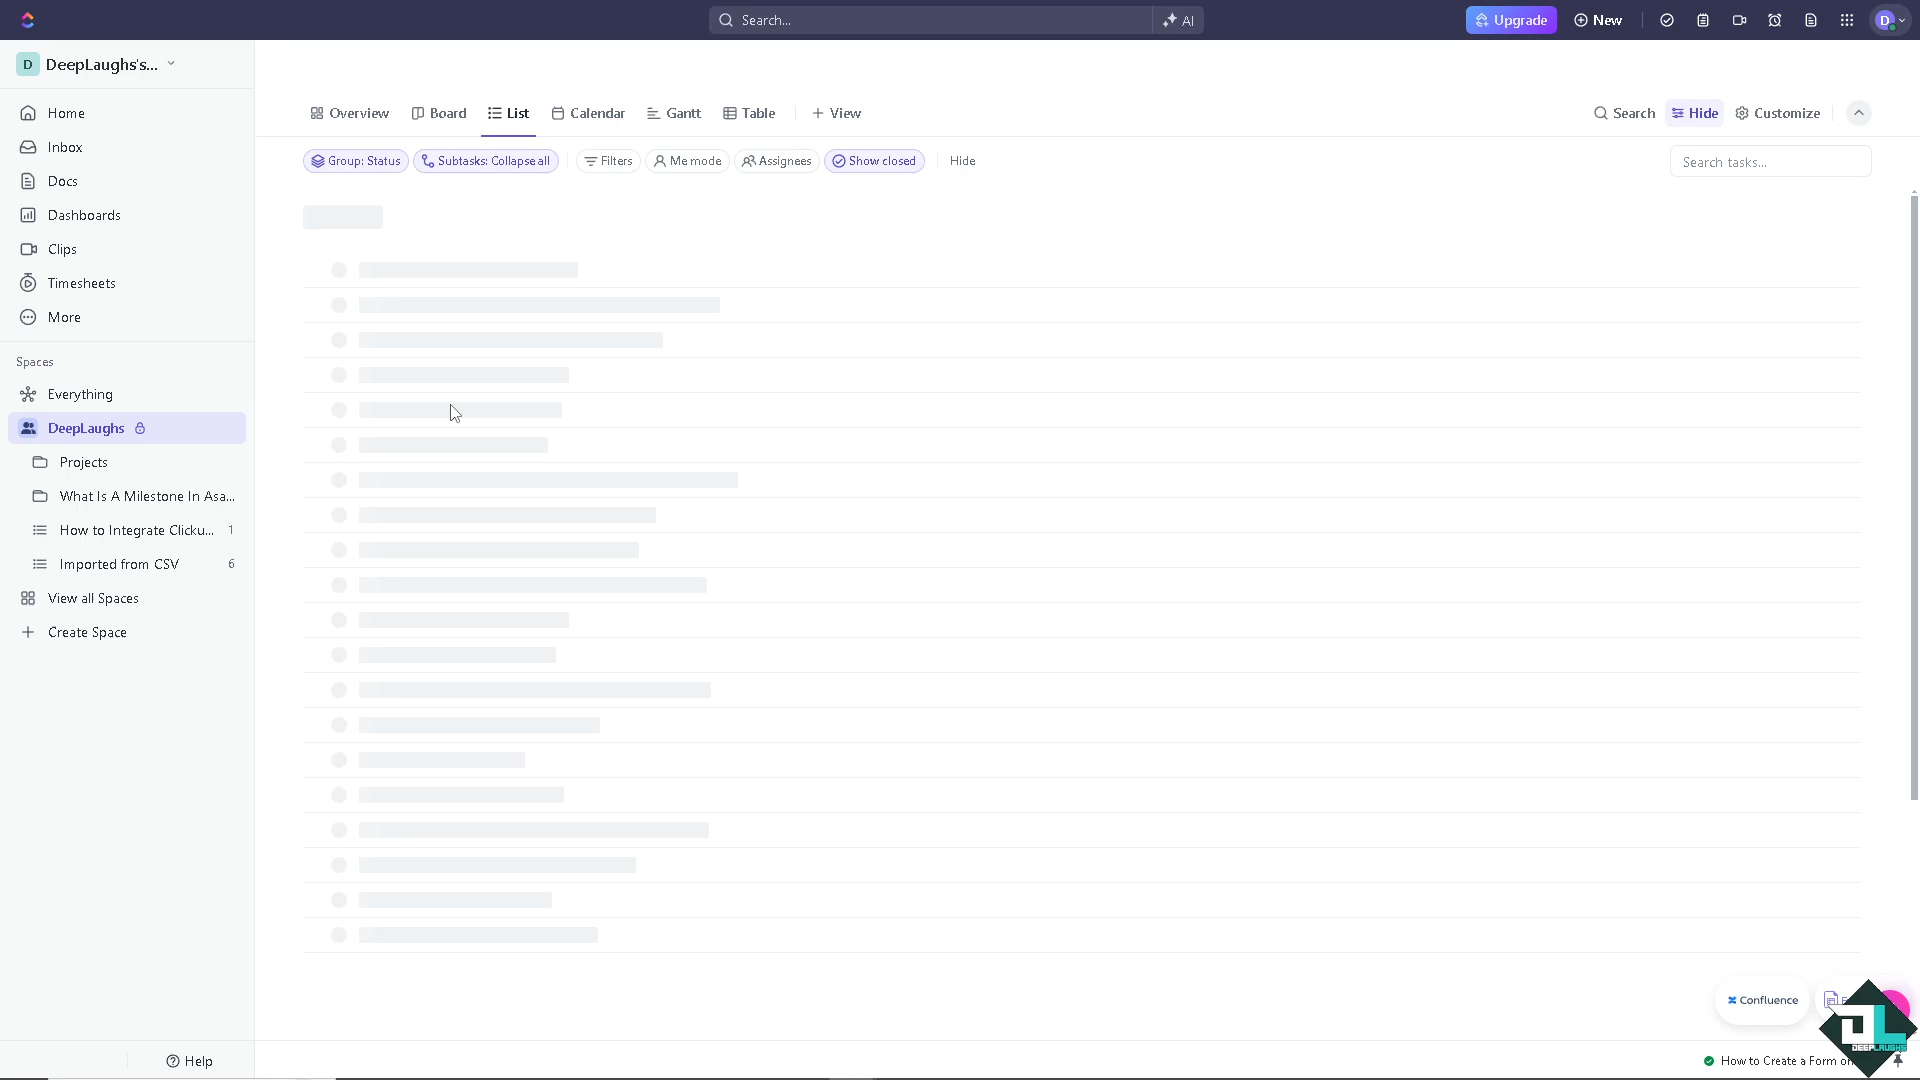 Search...
AI
Upgrade
New
D
D
DeepLaughs's...
Home
Inbox
Docs
Dashboards
Clips
Timesheets
More
Spaces
Everything
DeepLaughs
Projects
What Is A Milestone In Asa...
How to Integrate Clicku... 1
Imported from CSV 6
View all Spaces
Create Space
Help
Overview
Board
List
Calendar
Gantt
Table
View
Search
Hide
Customize
Group: Status
Subtasks: Collapse all
Filters
Me mode
Assignees
Show closed
Hide
Search tasks...
Confluence
DEEPLAUGHS
How to Create a Form on